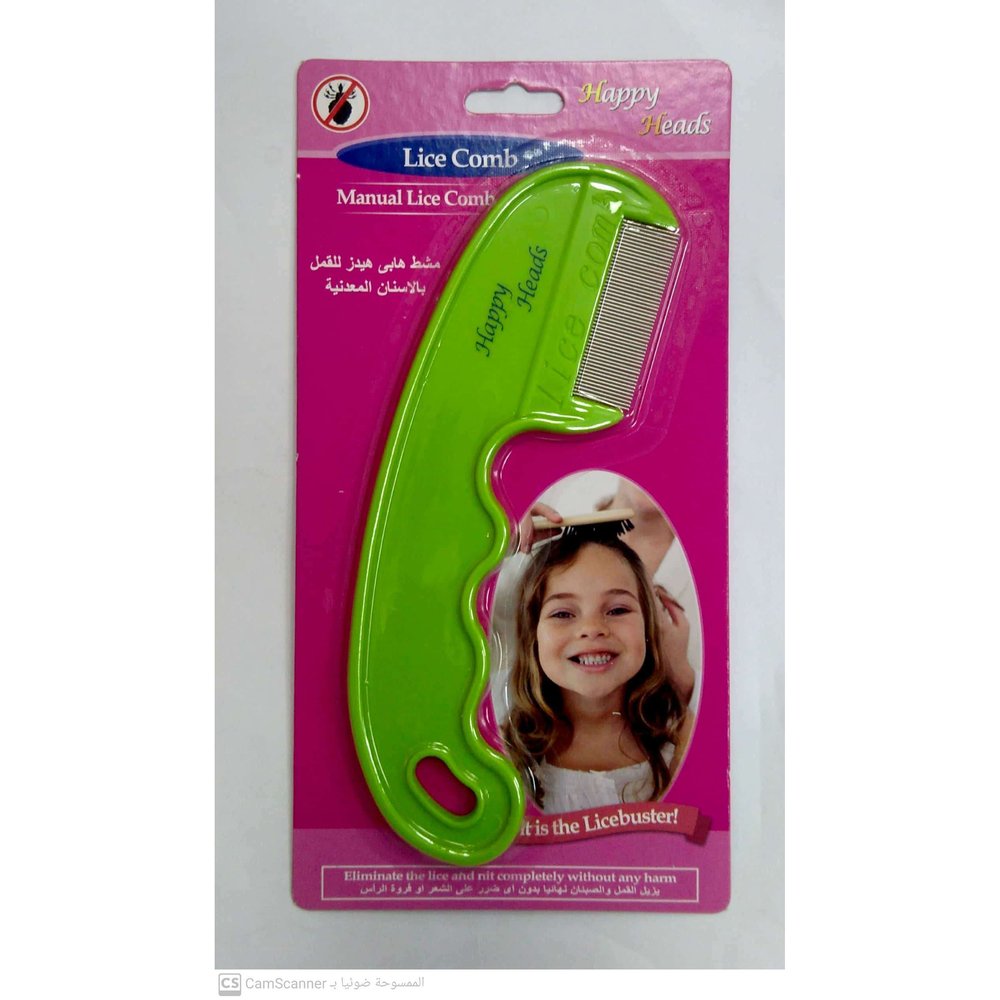 Happy
Heads
Lice Comb
Manual Lice Comb
مشط هابى هيدز للقمل
بالاسنان المعدنية
Happy
Heads
Lice comb
It is the Licebuster!
Eliminate the lice and nit completely without any harm
يزيل القمل والصبنان نهائيا بدون اى ضرر على الشعر او فروة الرأس
CS CamScanner الممسوحة ضوئيا بـ